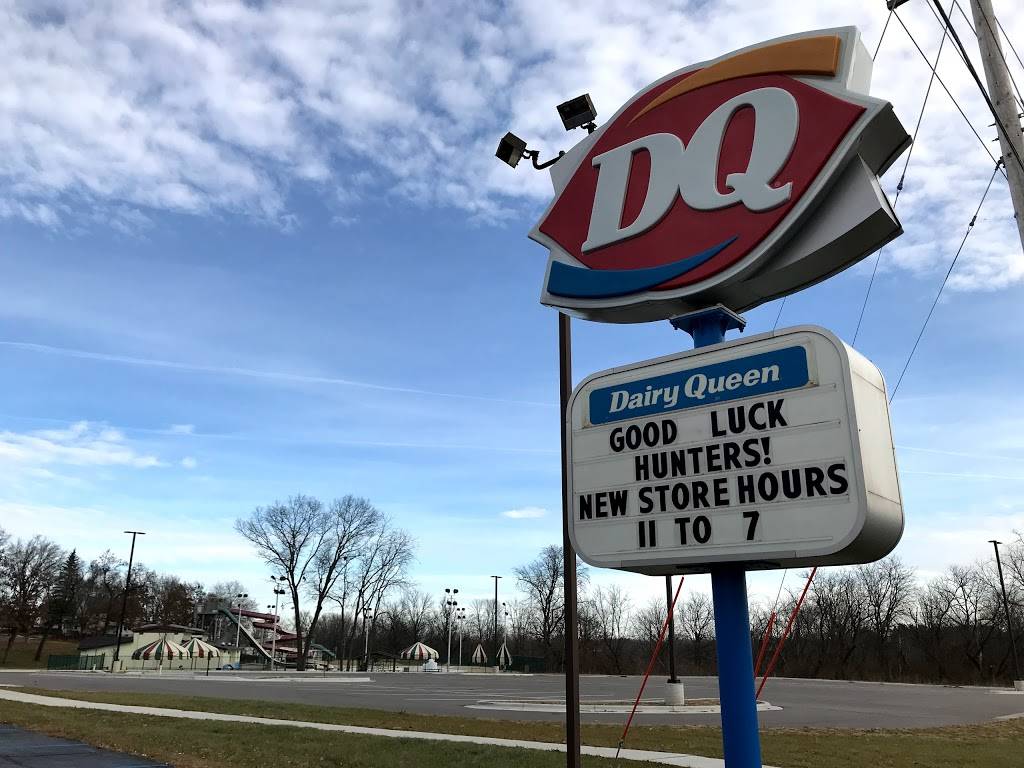 DQ
Dairy Queen
GOOD LUCK
HUNTERS!
NEW STORE HOURS
11 TO 7